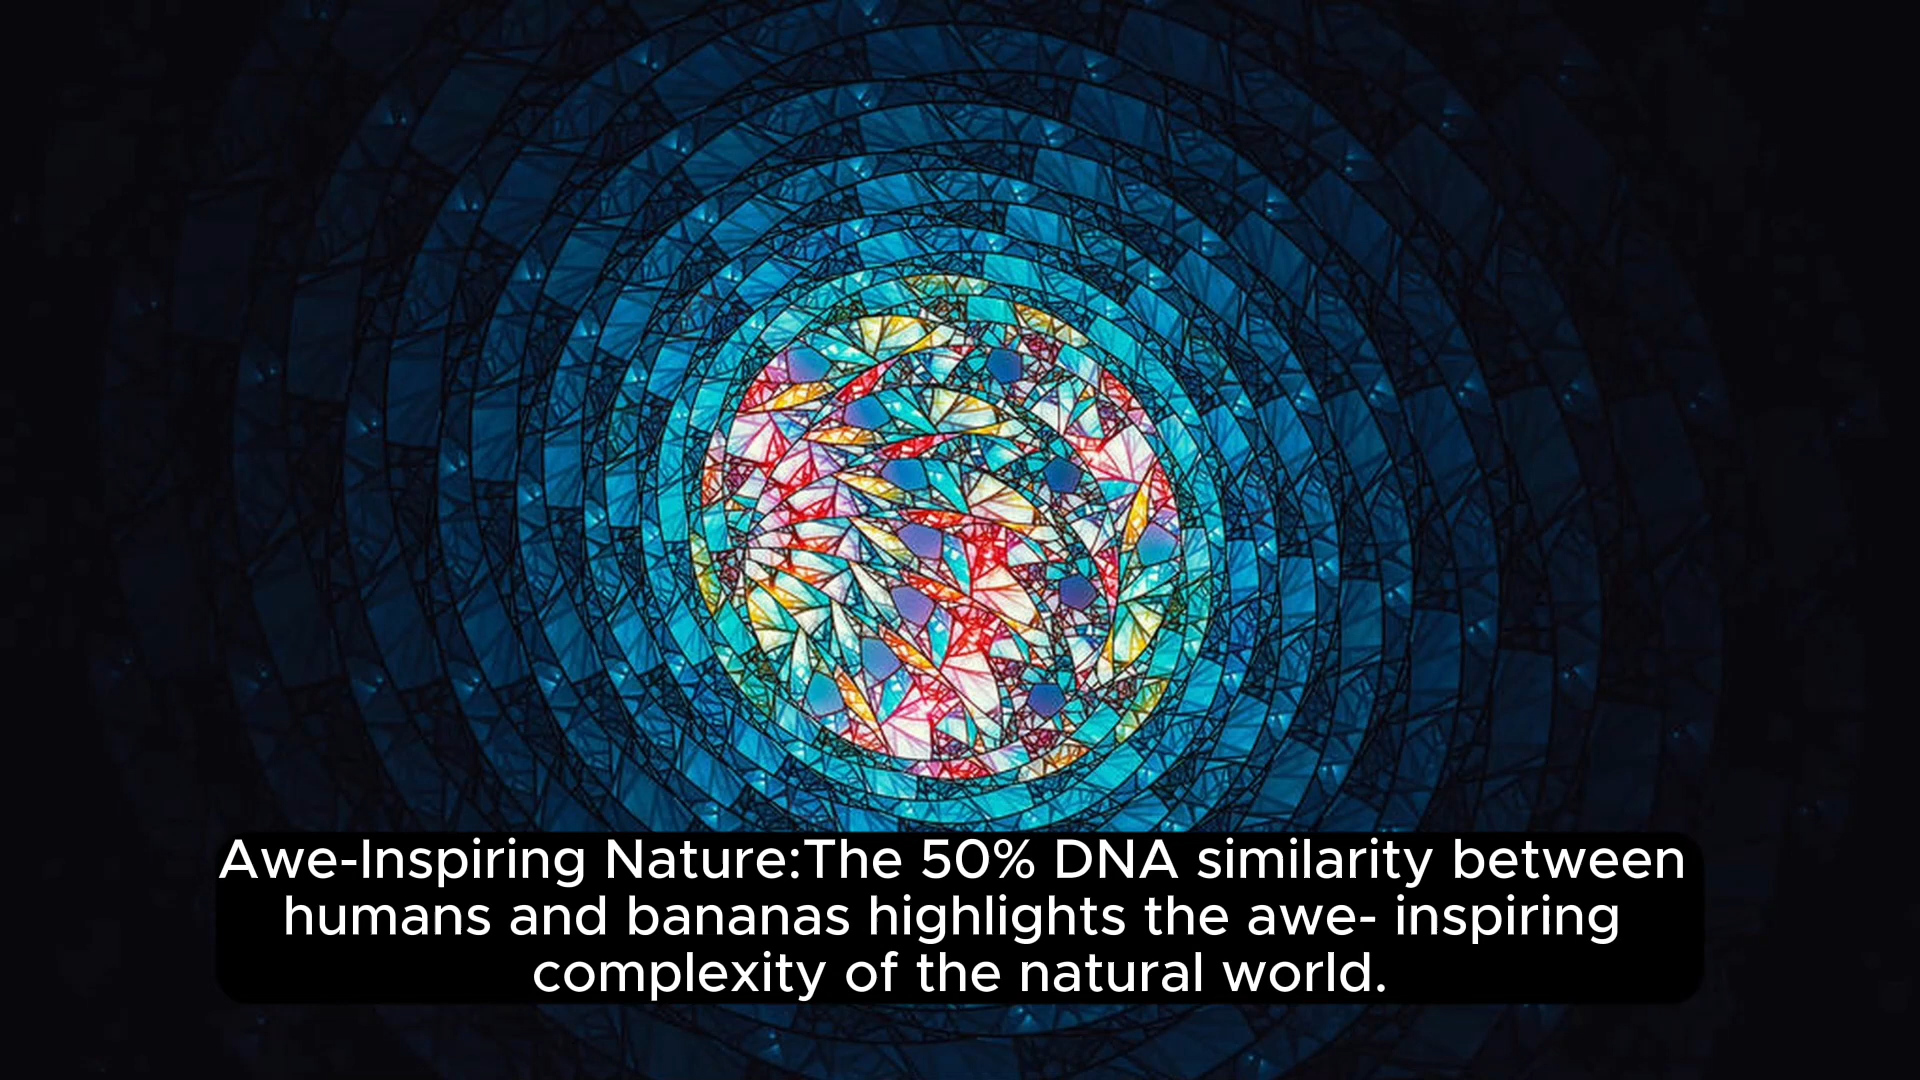 Awe-Inspiring Nature:The 50% DNA similarity between
humans and bananas highlights the awe- inspiring
complexity of the natural world.